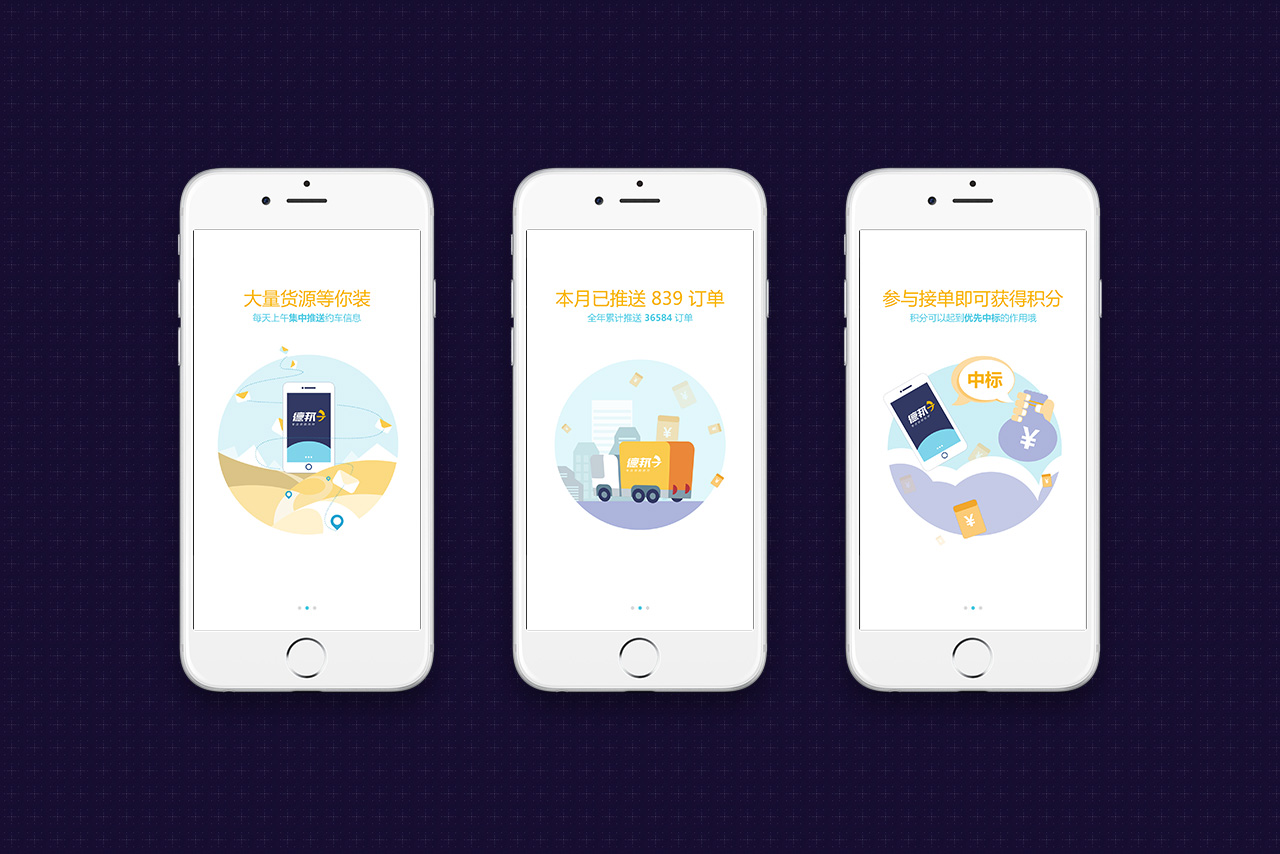 大量货源等你装
每天上午集中推送约车信息
德邦
本月已推送 839 订单
全年累计推送 36584 订单
德邦
参与接单即可获得积分
积分可以起到优先中标的作用哦
中标
德邦
¥
¥
¥